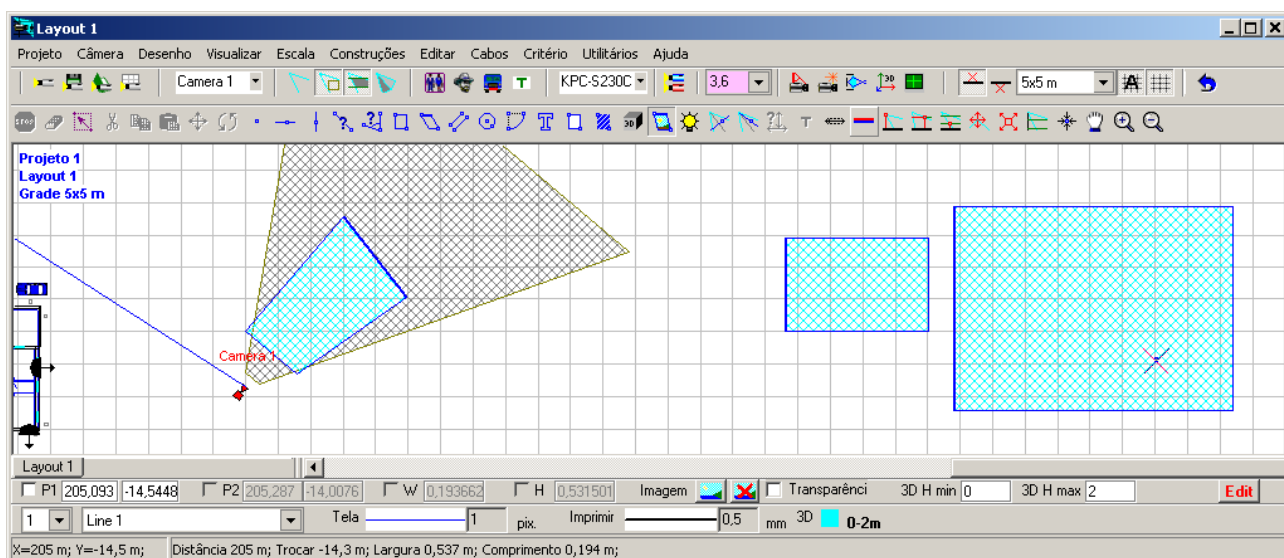 Layout 1
Projeto Câmera Desenho Visualizar Escala Construções Editar Cabos Critério Utilitários Ajuda
Camera 1 T KPC-S230C 3,6 3D 5x5 m A
STOP 3D T
Projeto 1
Layout 1
Grade 5x5 m
Camera 1
Layout 1
P1 205,093 -14,5448 P2 205,287 -14,0076 W 0,193662 H 0,531501 Imagem Transparênci 3D H min 0 3D H max 2 Edit
1 Line 1 Tela 1 pix. Imprimir 0,5 mm 3D 0-2m
X=205 m; Y=-14,5 m; Distância 205 m; Trocar -14,3 m; Largura 0,537 m; Comprimento 0,194 m;